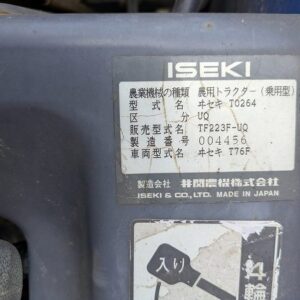 ISEKI
農業機械の種類 農用トラクター(乗用型)
型式名 ヰセキ TO264
区分 UQ
販売型式名 TF223F-UQ
製造番号 004456
車両型式名 ヰセキ T76F
製造会社 井関農機株式会社
ISEKI & CO., LTD. MADE IN JAPAN
入り
4輪